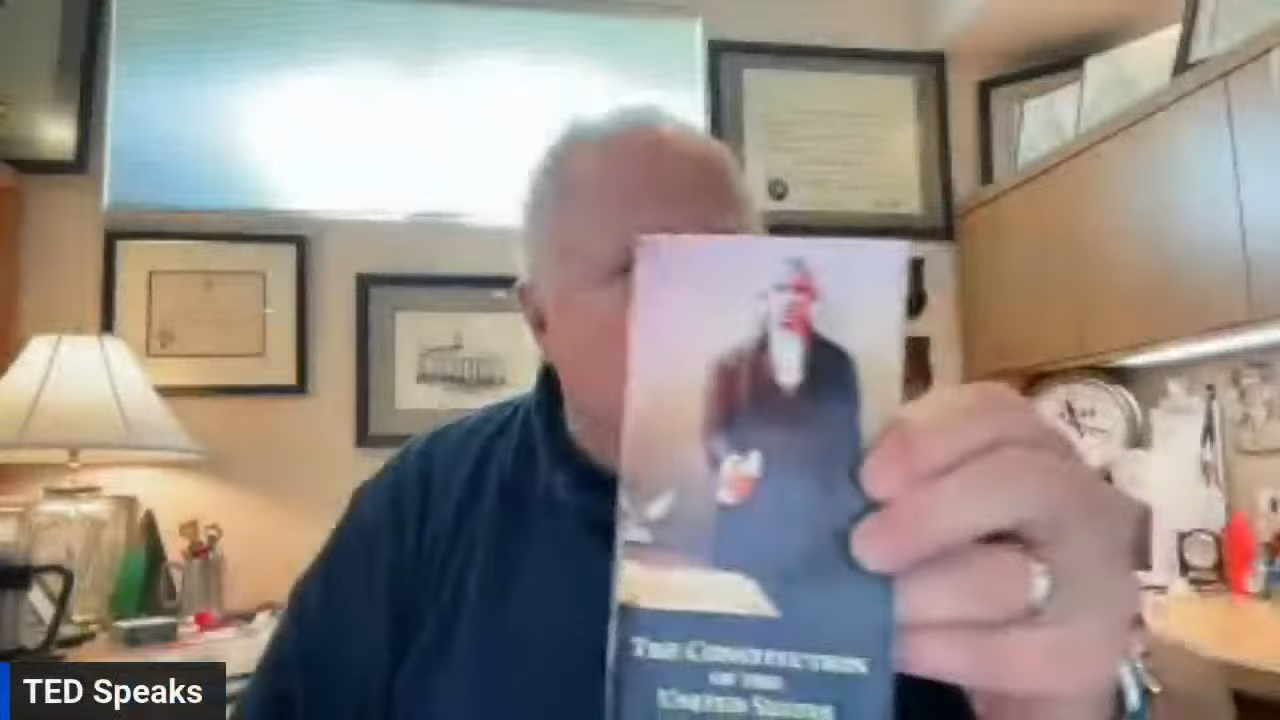 THE CONSTITUTION
OF THE
UNITED STATES
TED Speaks